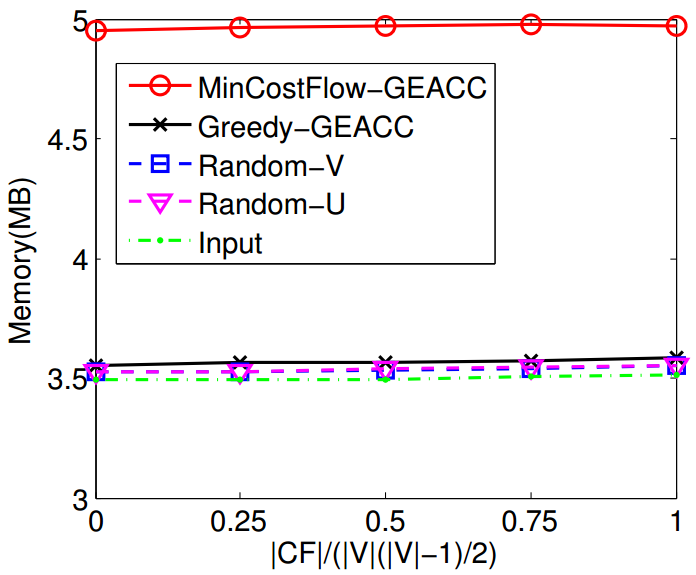 5
MinCostFlow−GEACC
4.5
Greedy−GEACC
Random−V
Random−U
4
Input
Memory(MB)
3.5
3
0 0.25 0.5 0.75 1
|CF|/(|V|(|V|−1)/2)